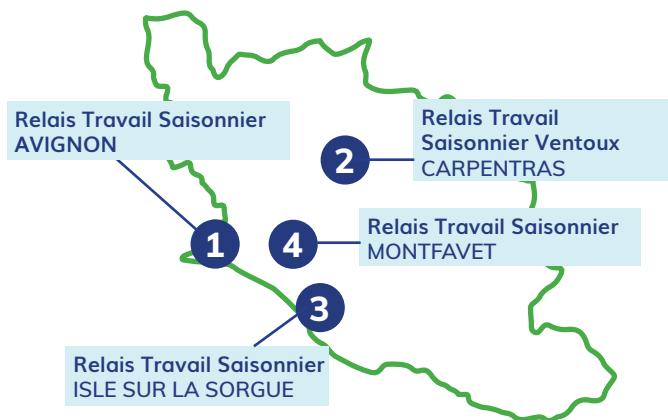 Relais Travail Saisonnier
AVIGNON
Relais Travail
Saisonnier Ventoux
CARPENTRAS
2
Relais Travail Saisonnier
MONTFAVET
1
4
3
Relais Travail Saisonnier
ISLE SUR LA SORGUE